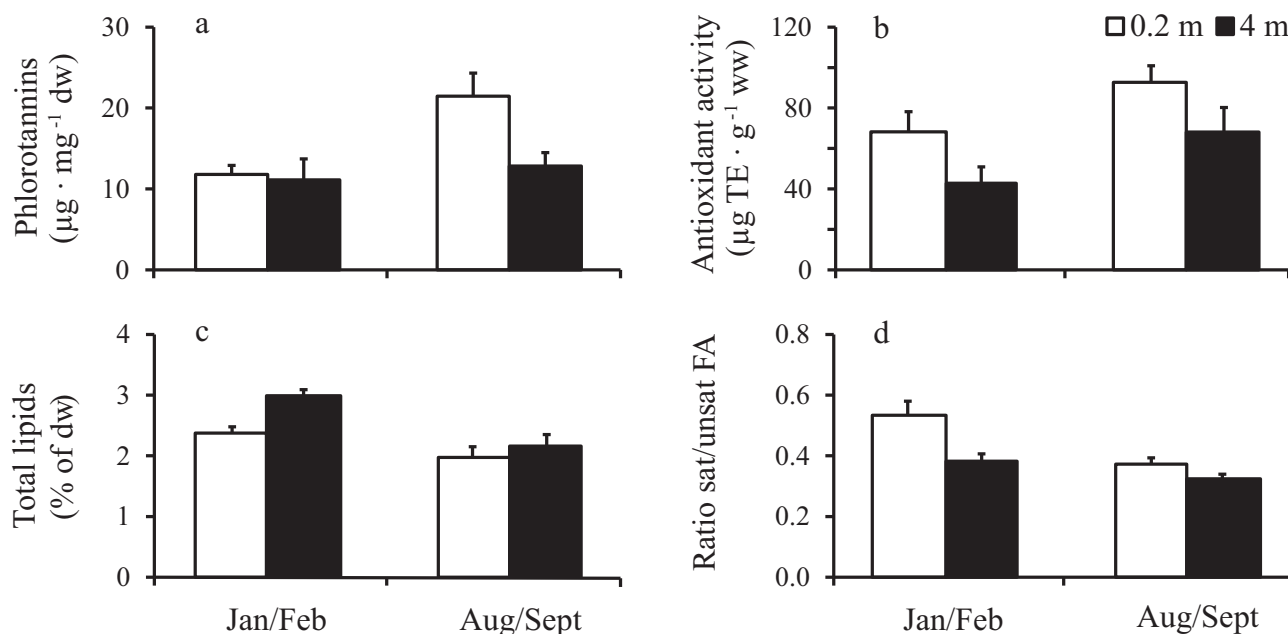 a
Phlorotannins
(µg · mg⁻¹ dw)
30
20
10
0
b
0.2 m
4 m
Antioxidant activity
(µg TE · g⁻¹ ww)
120
80
40
0
c
Total lipids
(% of dw)
4
3
2
1
0
Jan/Feb
Aug/Sept
d
Ratio sat/unsat FA
0.8
0.6
0.4
0.2
0.0
Jan/Feb
Aug/Sept